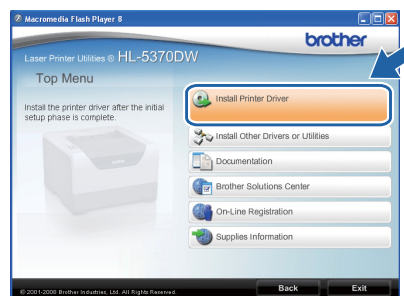 Macromedia Flash Player 8
brother
Laser Printer Utilities ® HL-5370DW
Top Menu
Install the printer driver after the initial
setup phase is complete.
Install Printer Driver
Install Other Drivers or Utilities
Documentation
Brother Solutions Center
On-Line Registration
Supplies Information
© 2001-2008 Brother Industries, Ltd. All Rights Reserved.
Back
Exit